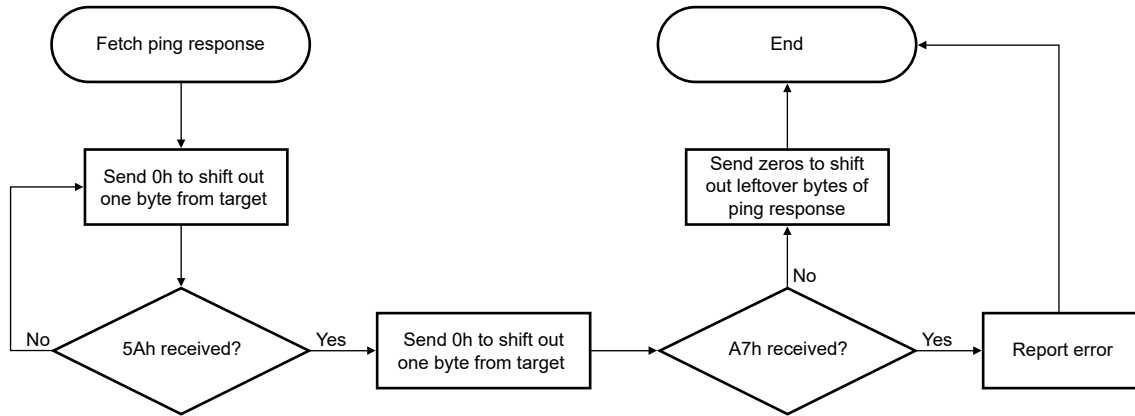 Fetch ping response
Send 0h to shift out
one byte from target
5Ah received?
No
Yes
Send 0h to shift out
one byte from target
A7h received?
No
Send zeros to shift
out leftover bytes of
ping response
End
Yes
Report error